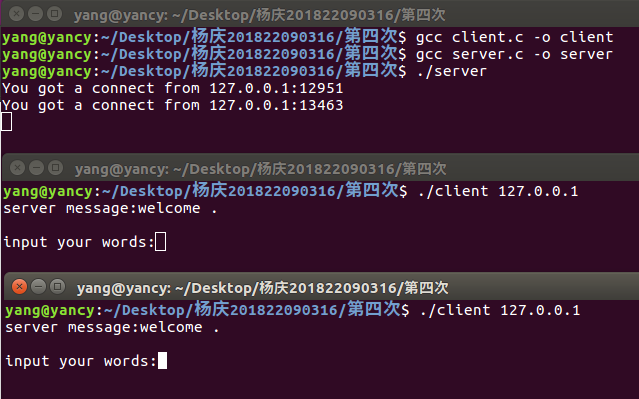 yang@yancy: ~/Desktop/杨庆201822090316/第四次
yang@yancy:~/Desktop/杨庆201822090316/第四次$ gcc client.c -o client
yang@yancy:~/Desktop/杨庆201822090316/第四次$ gcc server.c -o server
yang@yancy:~/Desktop/杨庆201822090316/第四次$ ./server
You got a connect from 127.0.0.1:12951
You got a connect from 127.0.0.1:13463
yang@yancy: ~/Desktop/杨庆201822090316/第四次
yang@yancy:~/Desktop/杨庆201822090316/第四次$ ./client 127.0.0.1
server message:welcome .
input your words:
yang@yancy: ~/Desktop/杨庆201822090316/第四次
yang@yancy:~/Desktop/杨庆201822090316/第四次$ ./client 127.0.0.1
server message:welcome .
input your words: